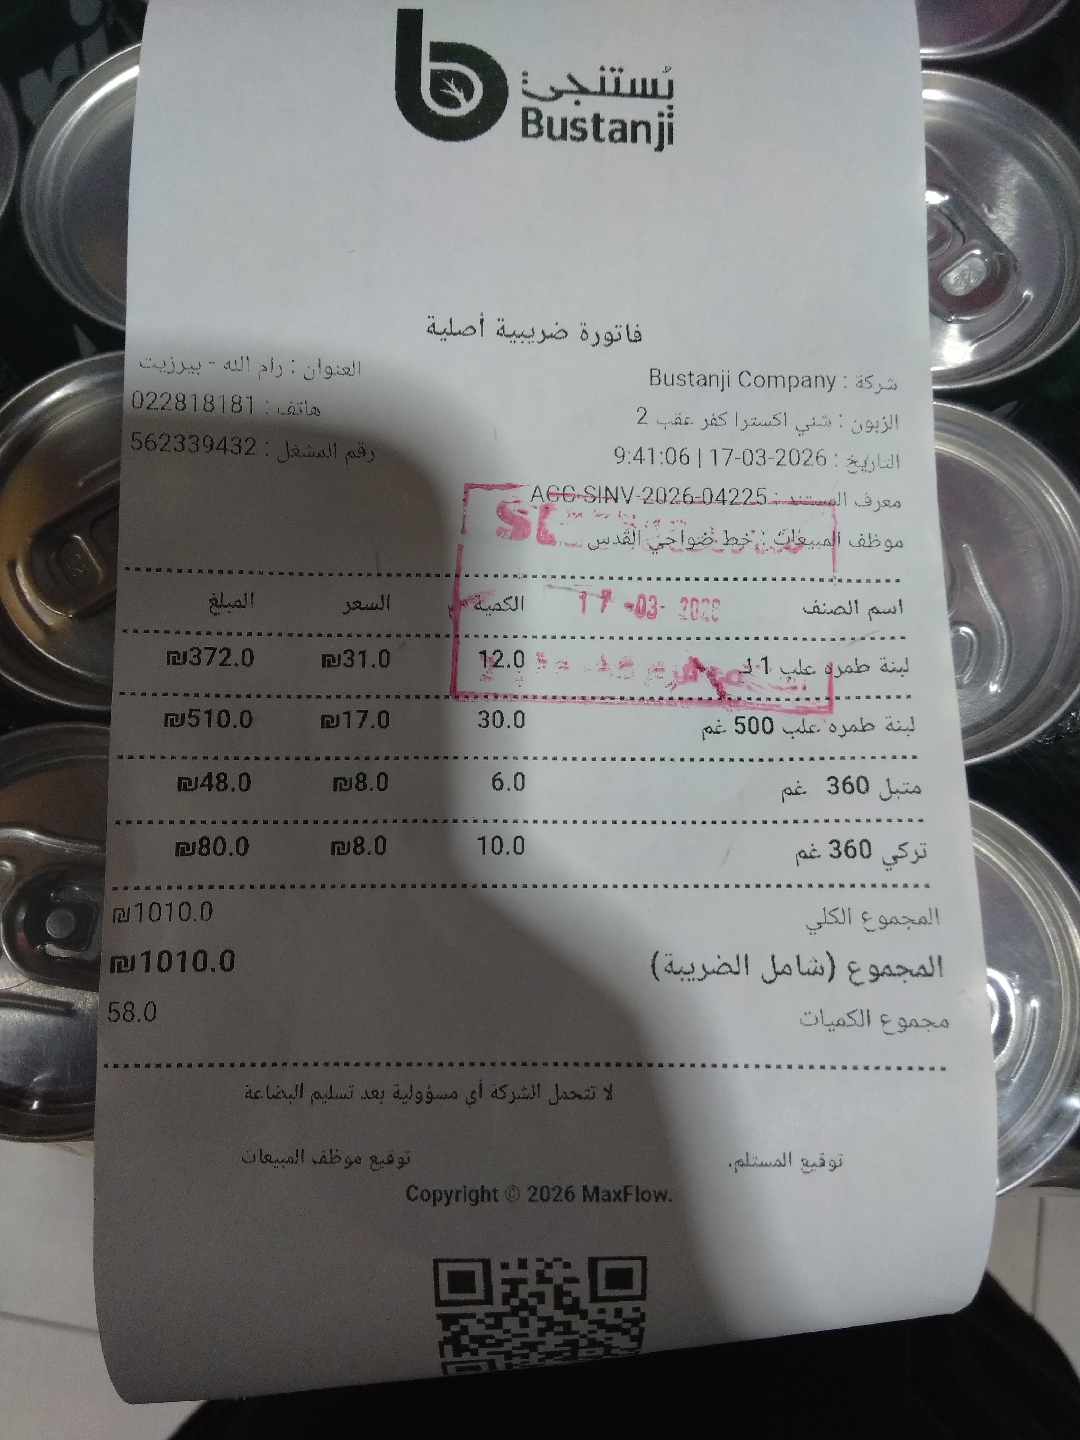 بُستنجي
Bustanji
فاتورة ضريبية أصلية
شركة : Bustanji Company
العنوان : رام الله - بيرزيت
الزبون : شني اكسترا كفر عقب 2
هاتف : 022818181
التاريخ : 17-03-2026 | 9:41:06
رقم المشغل : 562339432
معرف المستند : ACC-SINV-2026-04225
موظف المبيعات : خط ضواحي القدس
17 -03- 2026
اسم الصنف الكمية السعر المبلغ
لبنة طمره علب 1 ك 12.0 ₪31.0 ₪372.0
لبنة طمره علب 500 غم 30.0 ₪17.0 ₪510.0
متبل 360 غم 6.0 ₪8.0 ₪48.0
تركي 360 غم 10.0 ₪8.0 ₪80.0
المجموع الكلي ₪1010.0
المجموع (شامل الضريبة) ₪1010.0
مجموع الكميات 58.0
لا تتحمل الشركة أي مسؤولية بعد تسليم البضاعة
توقيع المستلم. توقيع موظف المبيعات
Copyright © 2026 MaxFlow.